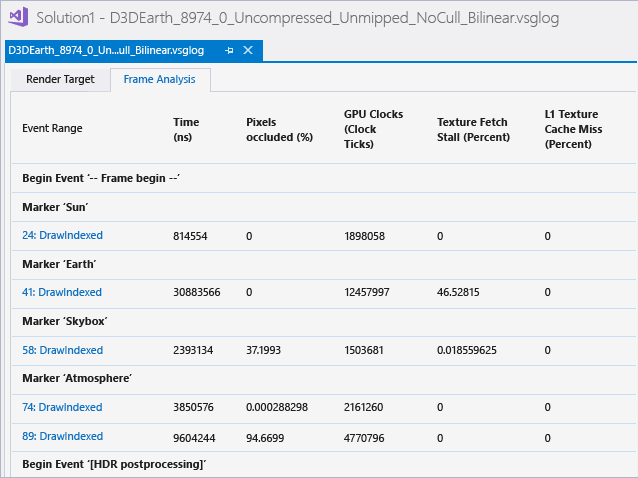 Solution1 - D3DEarth_8974_0_Uncompressed_Unmipped_NoCull_Bilinear.vsglog
D3DEarth_8974_0_Un...ull_Bilinear.vsglog
Render Target Frame Analysis
Event Range Time (ns) Pixels occluded (%) GPU Clocks (Clock Ticks) Texture Fetch Stall (Percent) L1 Texture Cache Miss (Percent)
Begin Event '-- Frame begin --'
Marker 'Sun'
24: DrawIndexed 814554 0 1898058 0 0
Marker 'Earth'
41: DrawIndexed 30883566 0 12457997 46.52815 0
Marker 'Skybox'
58: DrawIndexed 2393134 37.1993 1503681 0.018559625 0
Marker 'Atmosphere'
74: DrawIndexed 3850576 0.000288298 2161260 0 0
89: DrawIndexed 9604244 94.6699 4770796 0 0
Begin Event '[HDR postprocessing]'